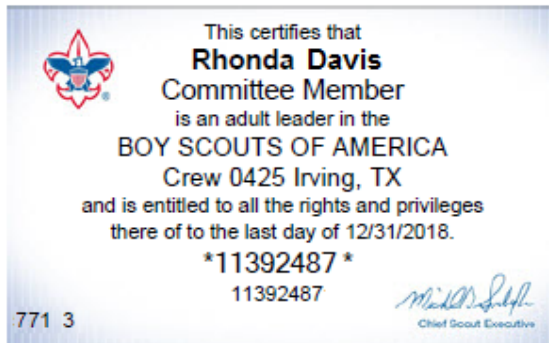 This certifies that
Rhonda Davis
Committee Member
is an adult leader in the
BOY SCOUTS OF AMERICA
Crew 0425 Irving, TX
and is entitled to all the rights and privileges
there of to the last day of 12/31/2018.
*11392487 *
11392487
771 3
Chief Scout Executive